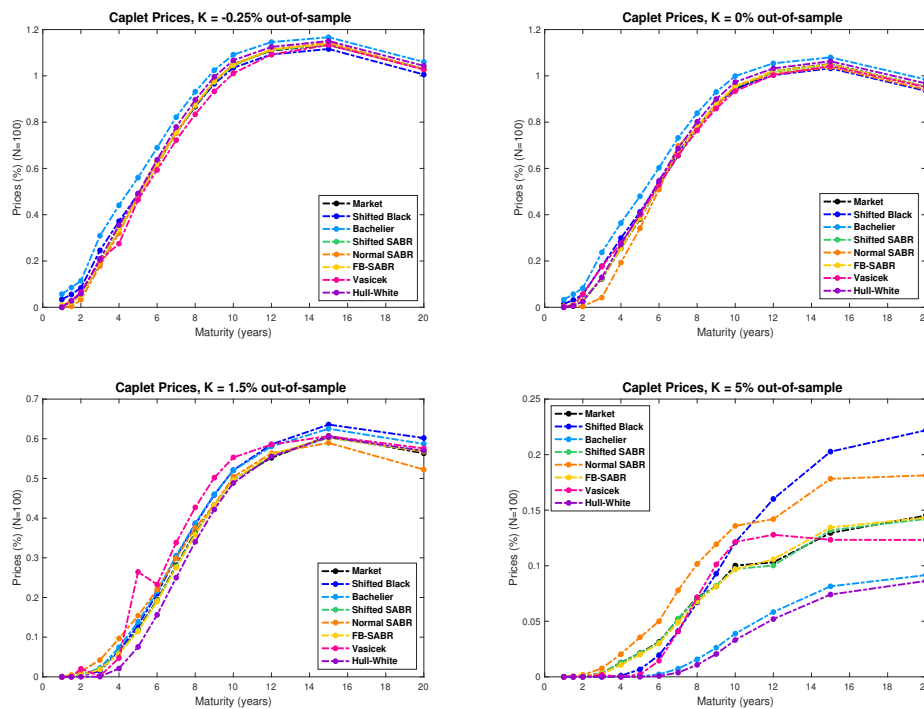 Caplet Prices, K = -0.25% out-of-sample
1.2
1
0.8
0.6
0.4
0.2
0
Prices (%) (N=100)
Market
Shifted Black
Bachelier
Shifted SABR
Normal SABR
FB-SABR
Vasicek
Hull-White
0 2 4 6 8 10 12 14 16 18 20
Maturity (years)
Caplet Prices, K = 0% out-of-sample
1.2
1
0.8
0.6
0.4
0.2
0
Prices (%) (N=100)
Market
Shifted Black
Bachelier
Shifted SABR
Normal SABR
FB-SABR
Vasicek
Hull-White
0 2 4 6 8 10 12 14 16 18 20
Maturity (years)
Caplet Prices, K = 1.5% out-of-sample
0.7
0.6
0.5
0.4
0.3
0.2
0.1
0
Prices (%) (N=100)
Market
Shifted Black
Bachelier
Shifted SABR
Normal SABR
FB-SABR
Vasicek
Hull-White
0 2 4 6 8 10 12 14 16 18 20
Maturity (years)
Caplet Prices, K = 5% out-of-sample
0.25
0.2
0.15
0.1
0.05
0
Prices (%) (N=100)
Market
Shifted Black
Bachelier
Shifted SABR
Normal SABR
FB-SABR
Vasicek
Hull-White
0 2 4 6 8 10 12 14 16 18 20
Maturity (years)